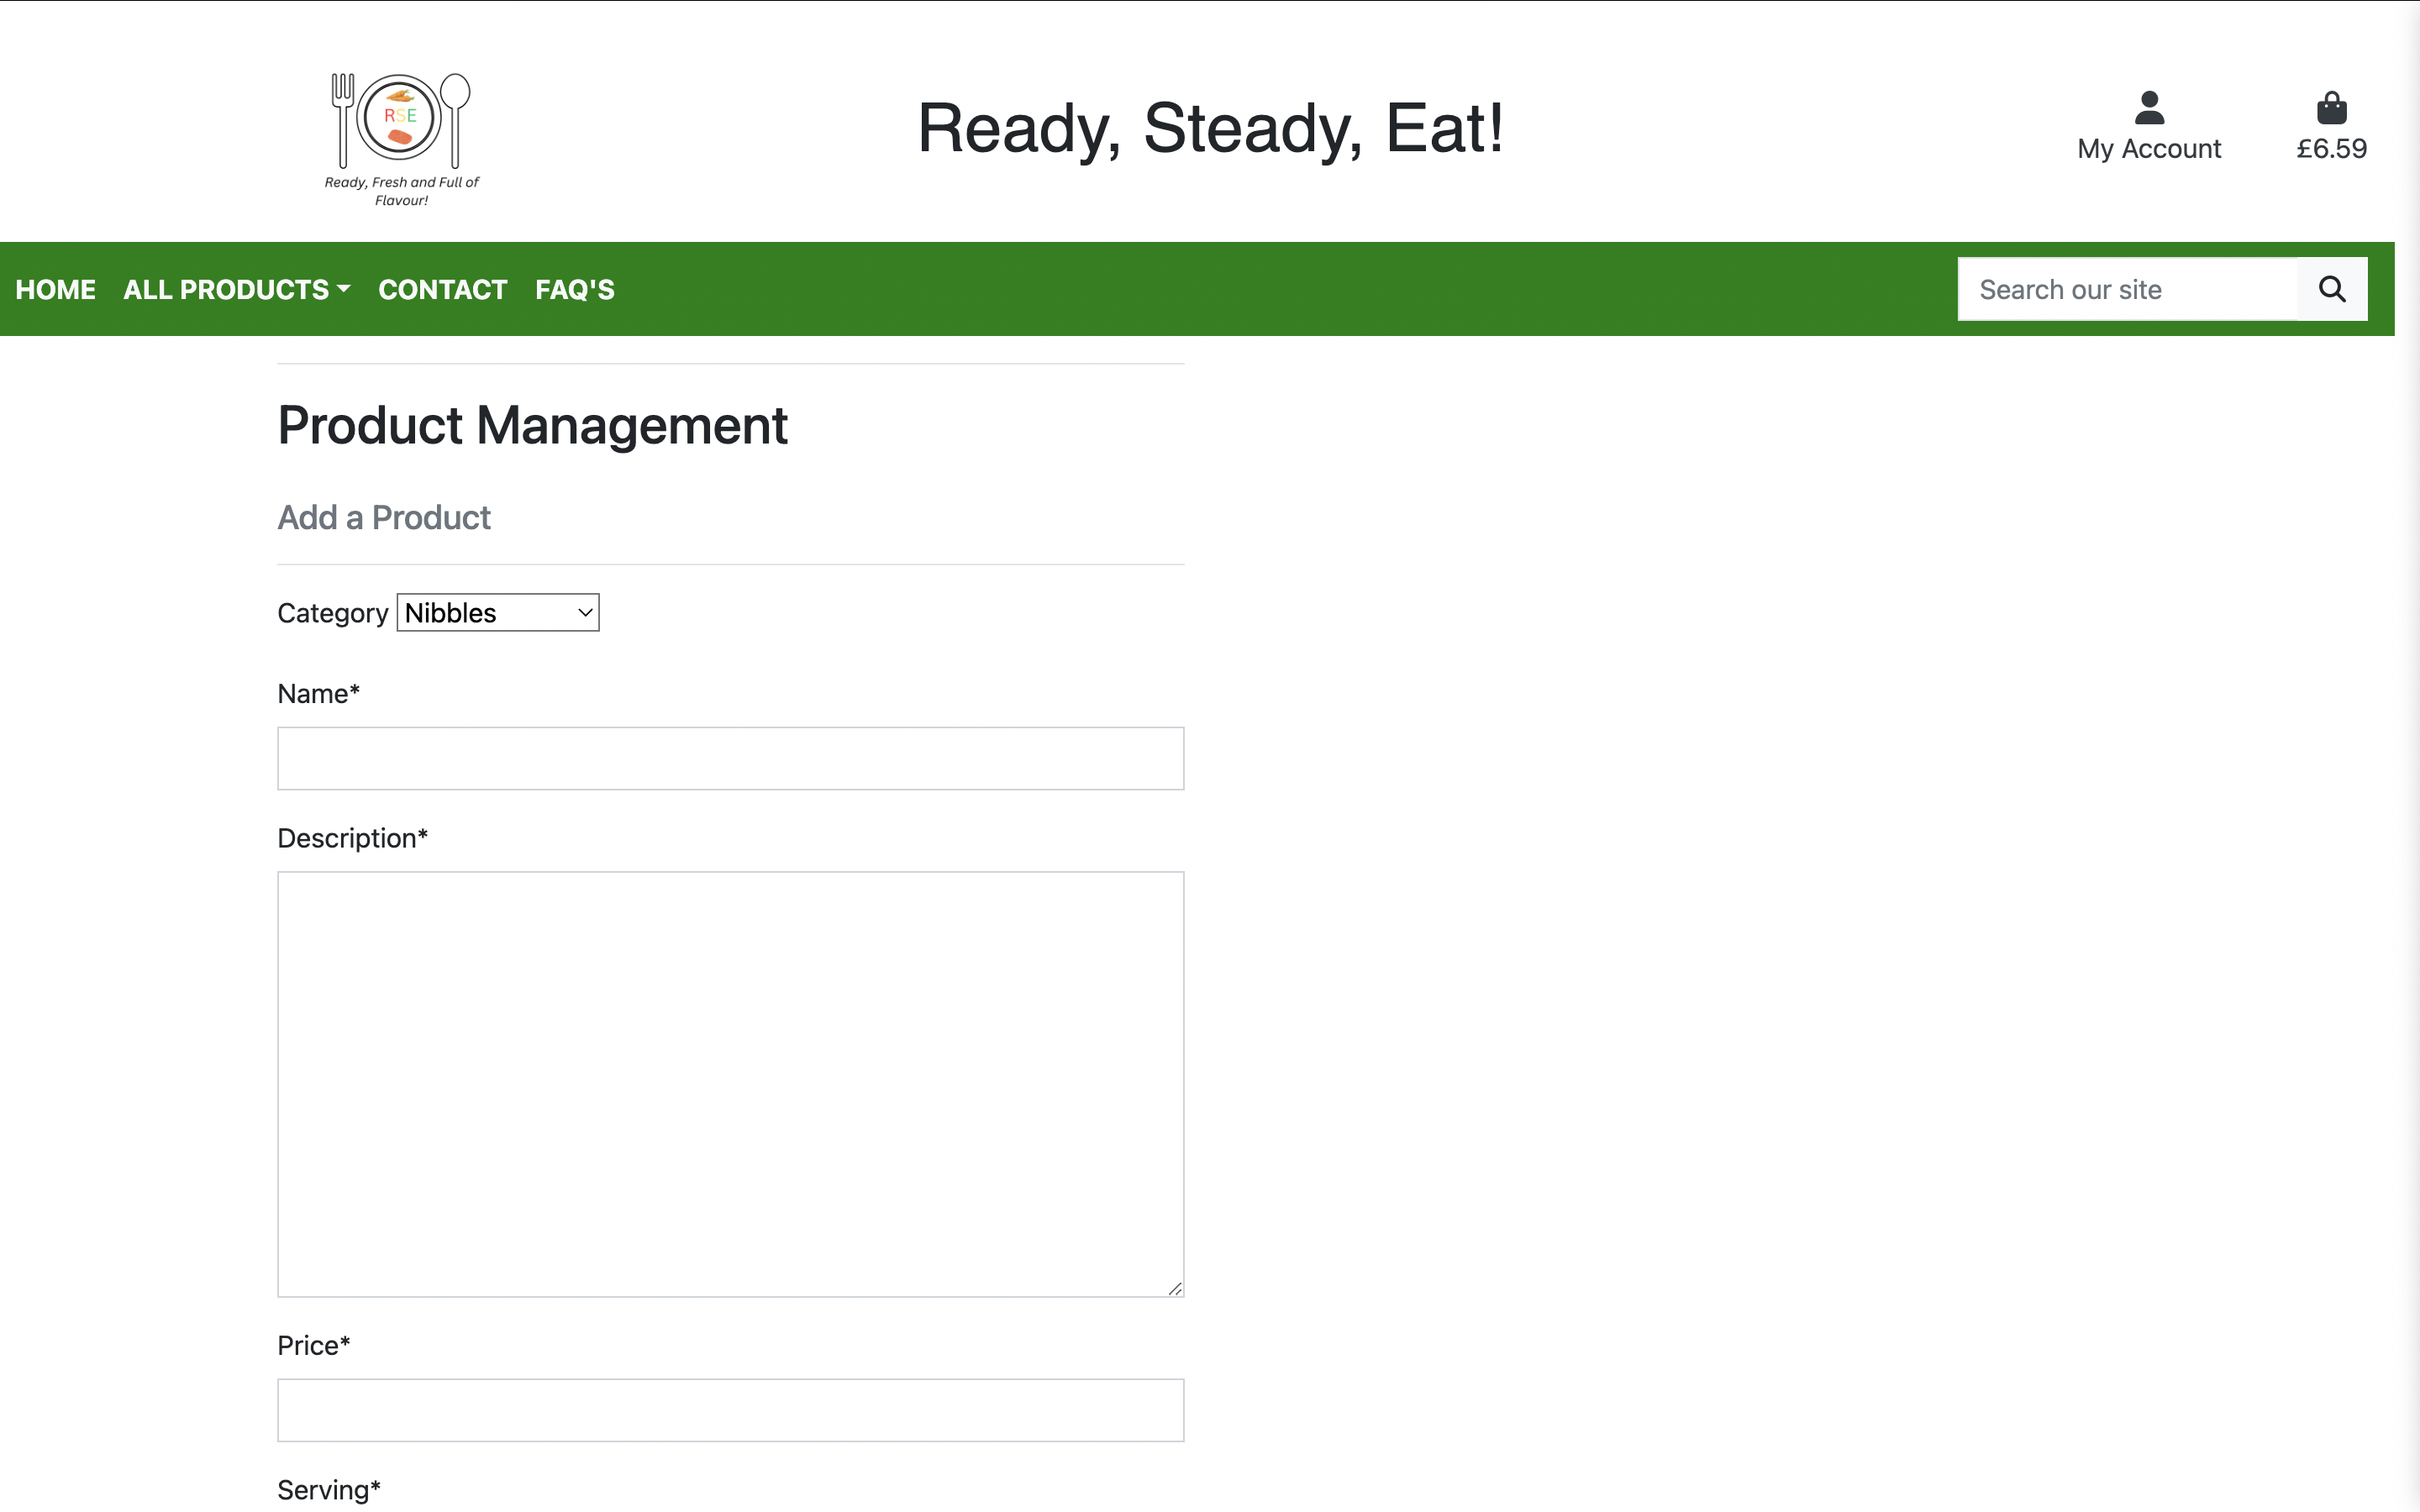 RSE
Ready, Fresh and Full of
Flavour!
Ready, Steady, Eat!
My Account
£6.59
HOME ALL PRODUCTS CONTACT FAQ'S
Search our site
Product Management
Add a Product
Category Nibbles
Name*
Description*
Price*
Serving*